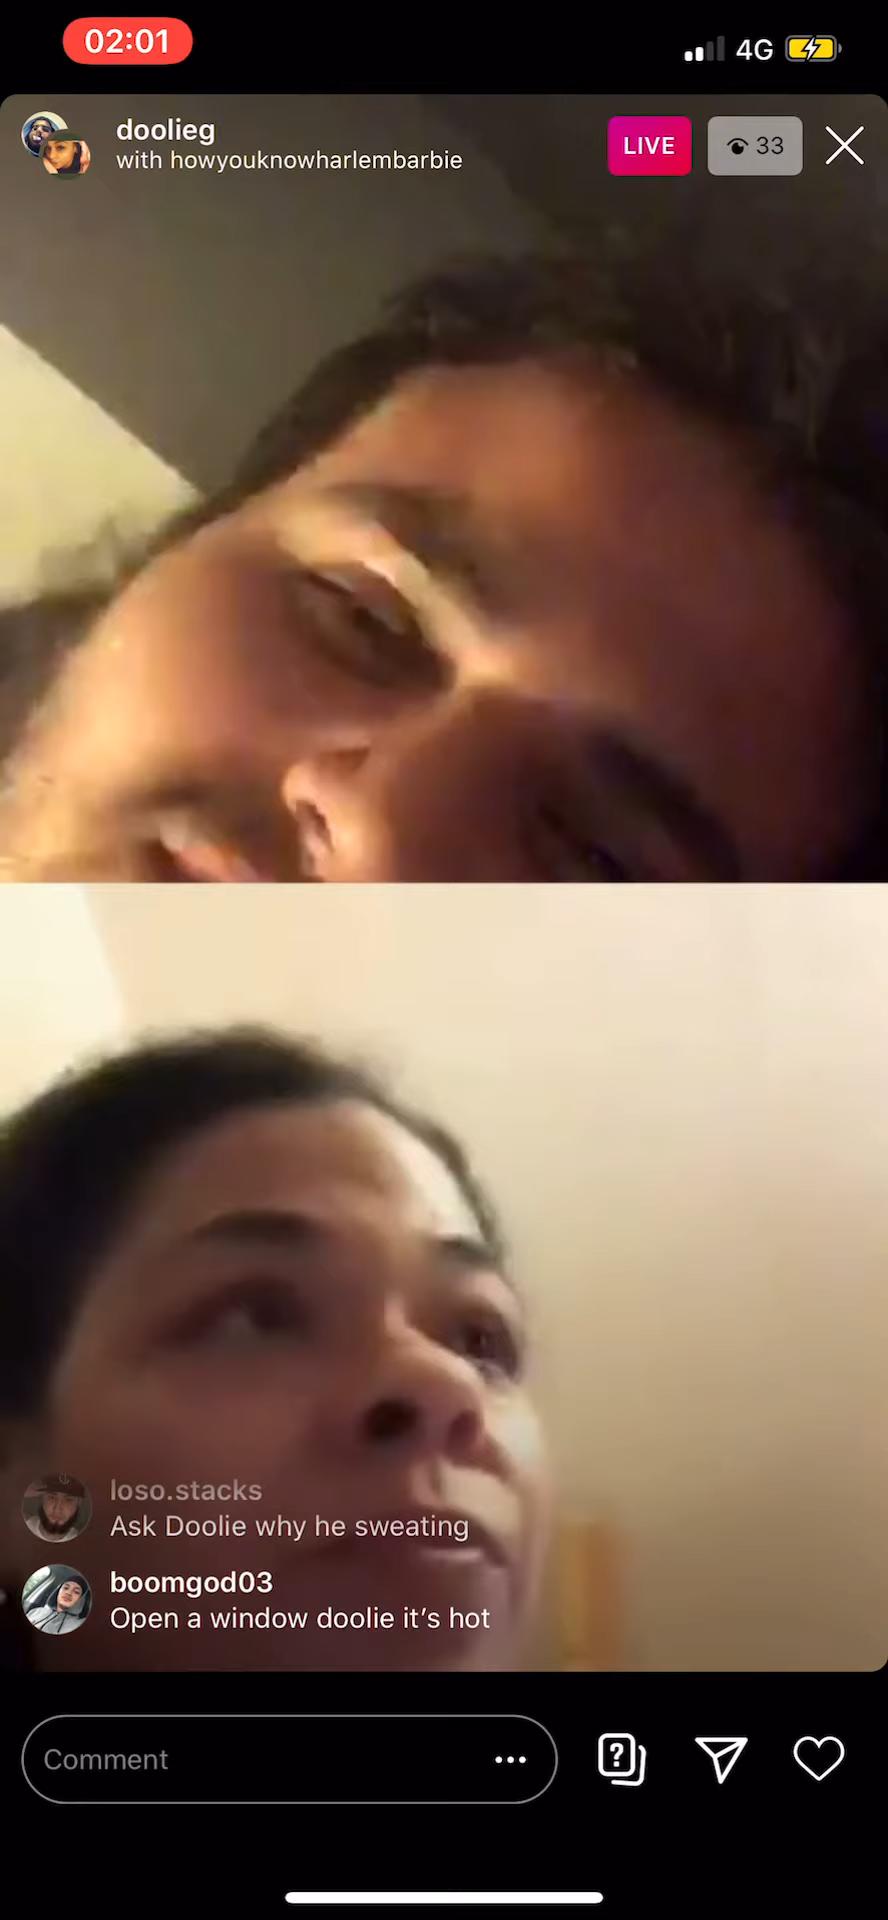 02:01
4G
doolieg
with howyouknowharlembarbie
LIVE
33
loso.stacks
Ask Doolie why he sweating
boomgod03
Open a window doolie it's hot
Comment